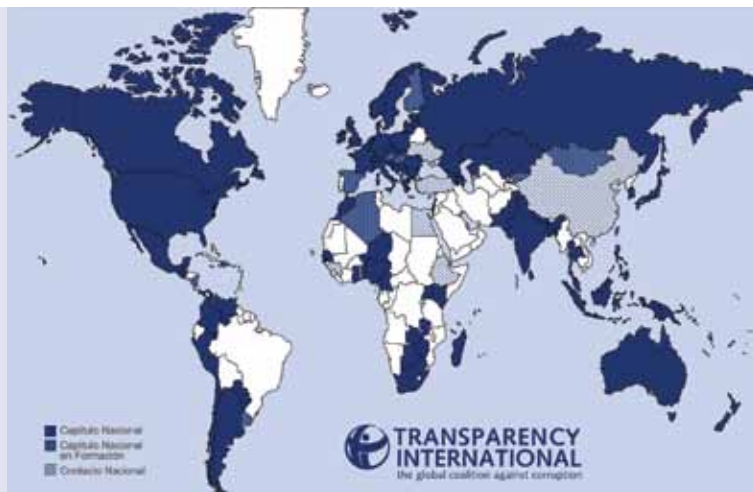 Capítulo Nacional
Capítulo Nacional
en Formación
Contacto Nacional
TRANSPARENCY
INTERNATIONAL
the global coalition against corruption